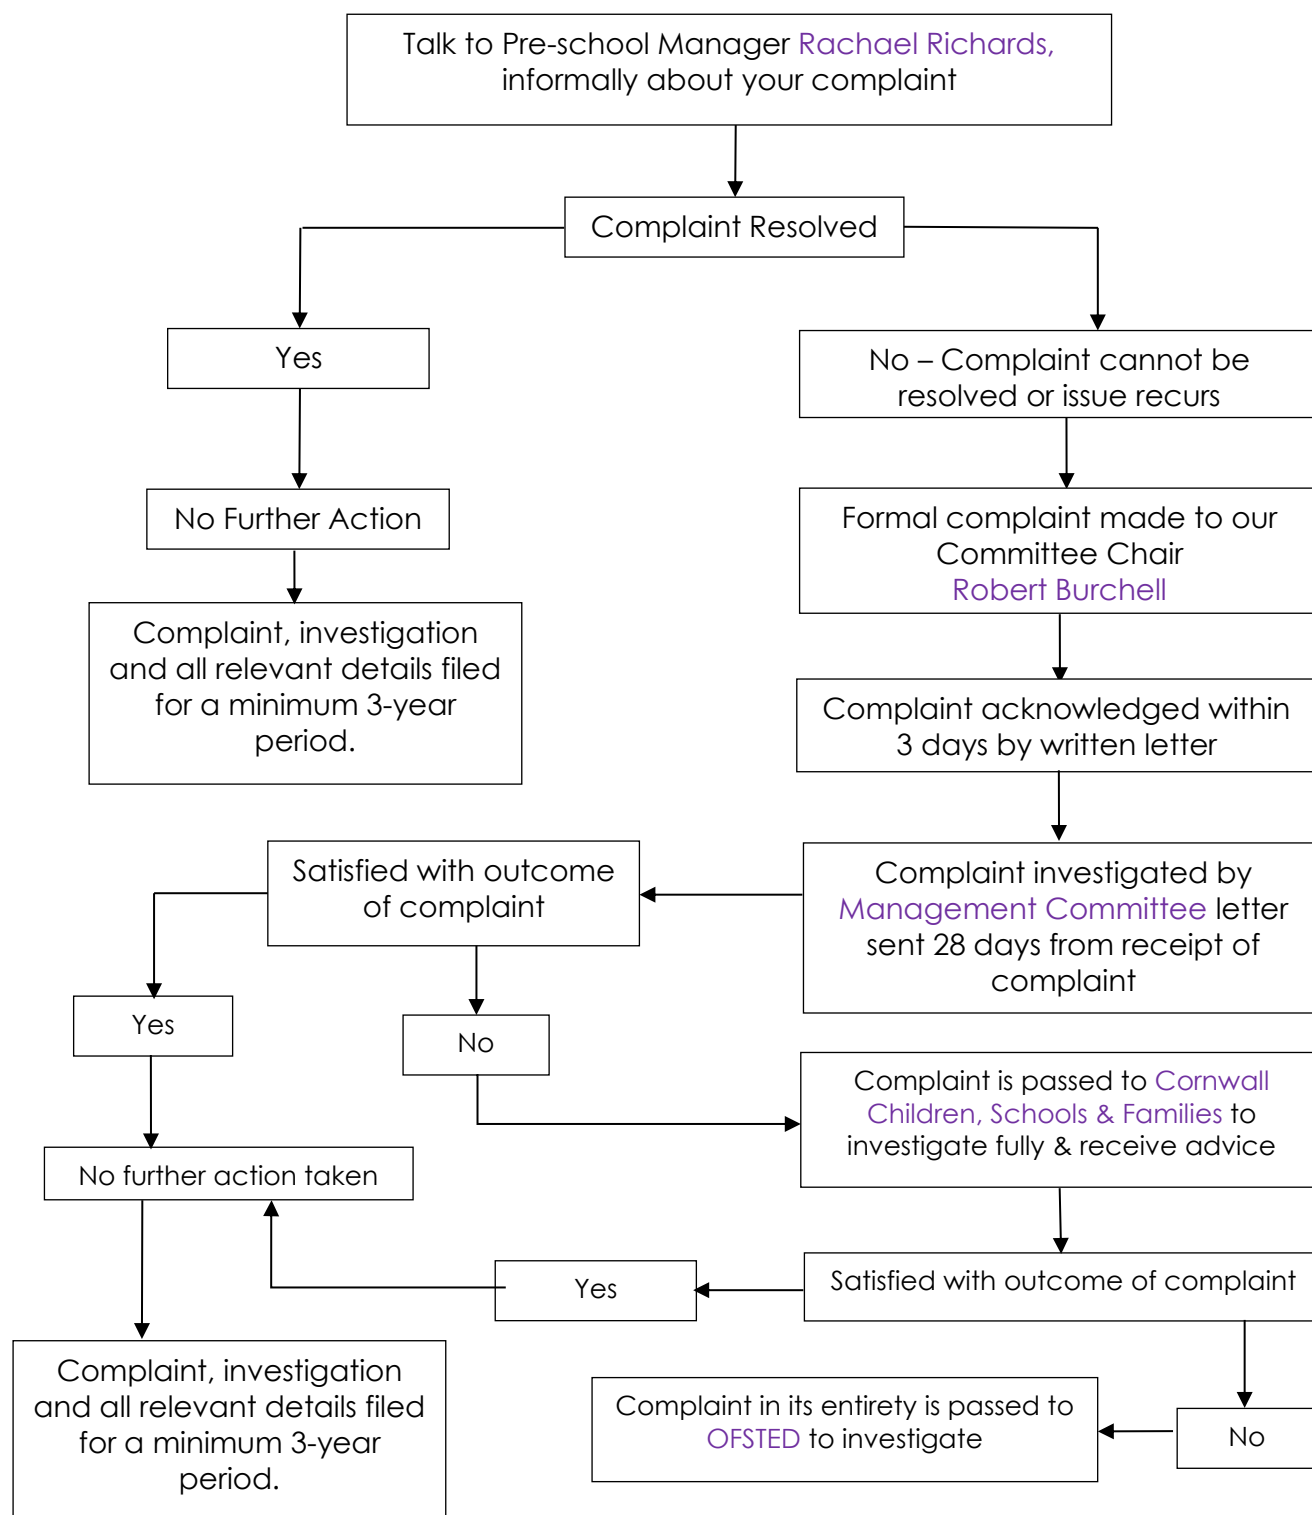 Talk to Pre-school Manager Rachael Richards,
informally about your complaint
Complaint Resolved
Yes
No – Complaint cannot be
resolved or issue recurs
No Further Action
Formal complaint made to our
Committee Chair
Robert Burchell
Complaint, investigation
and all relevant details filed
for a minimum 3-year
period.
Complaint acknowledged within
3 days by written letter
Satisfied with outcome
of complaint
Complaint investigated by
Management Committee letter
sent 28 days from receipt of
complaint
Yes
No
Complaint is passed to Cornwall
Children, Schools & Families to
investigate fully & receive advice
No further action taken
Yes
Satisfied with outcome of complaint
Complaint, investigation
and all relevant details filed
for a minimum 3-year
period.
Complaint in its entirety is passed to
OFSTED to investigate
No